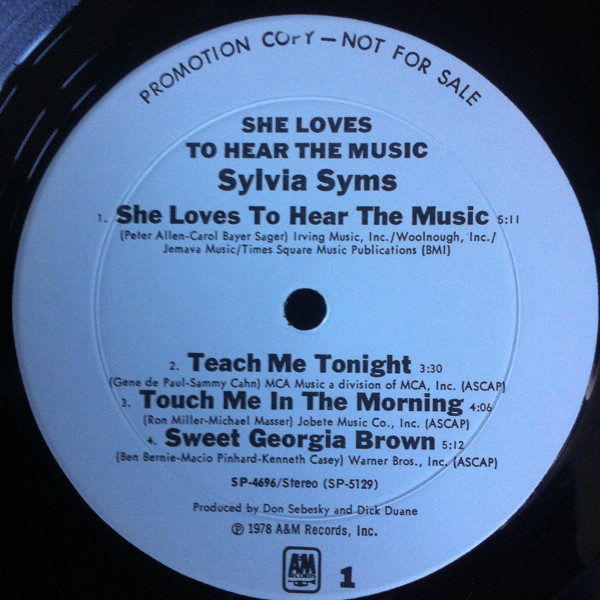 PROMOTION COPY — NOT FOR SALE
SHE LOVES
TO HEAR THE MUSIC
Sylvia Syms
1. She Loves To Hear The Music 5:11
(Peter Allen-Carol Bayer Sager) Irving Music, Inc./Woolnough, Inc./
Jemava Music/Times Square Music Publications (BMI)
2. Teach Me Tonight 3:30
(Gene de Paul-Sammy Cahn) MCA Music a division of MCA, Inc. (ASCAP)
3. Touch Me In The Morning 4:06
(Ron Miller-Michael Masser) Jobete Music Co., Inc. (ASCAP)
4. Sweet Georgia Brown 5:12
(Ben Bernie-Macio Pinhard-Kenneth Casey) Warner Bros., Inc. (ASCAP)
SP-4696/Stereo (SP-5129)
Produced by Don Sebesky and Dick Duane
℗ 1978 A&M Records, Inc.
A&M
RECORDS
1